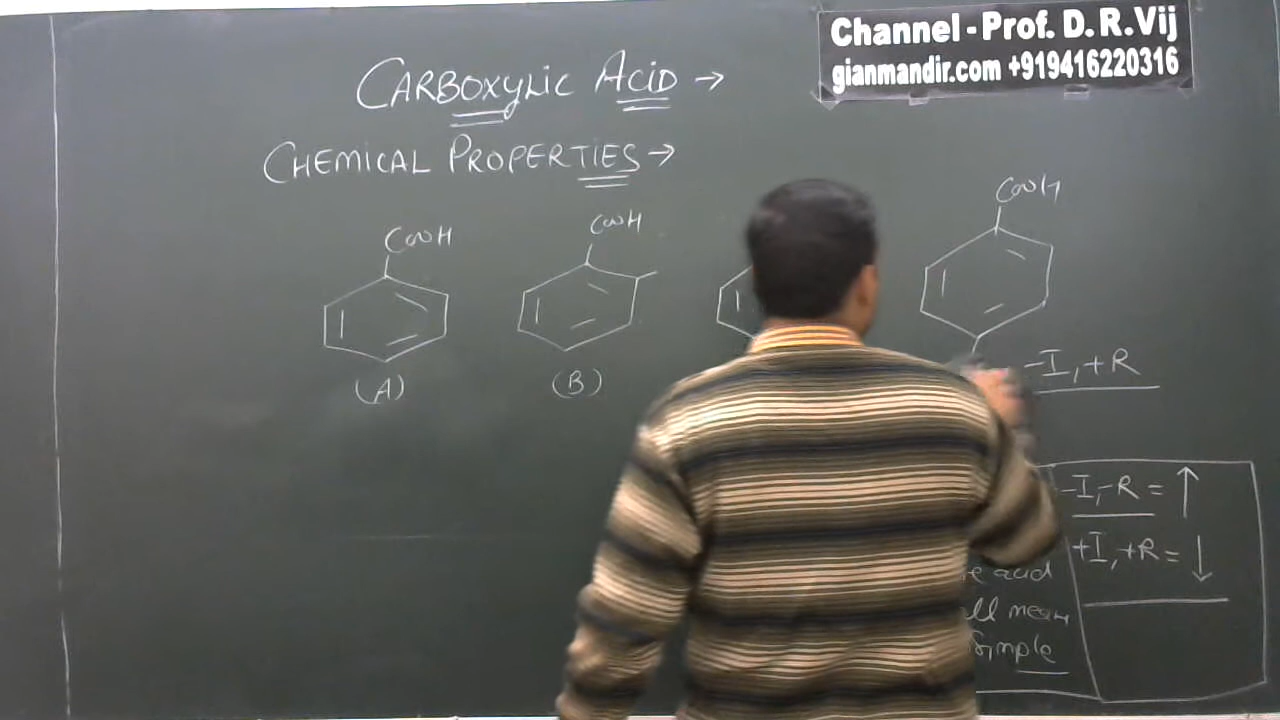 Channel - Prof. D. R. Vij
gianmandir.com +919416220316
CARBOXYLIC ACID →
CHEMICAL PROPERTIES →
COOH
COOH
COOH
(A)
(B)
-I, +R
-I, -R = ↑
+I, +R = ↓
acid
mean
Simple